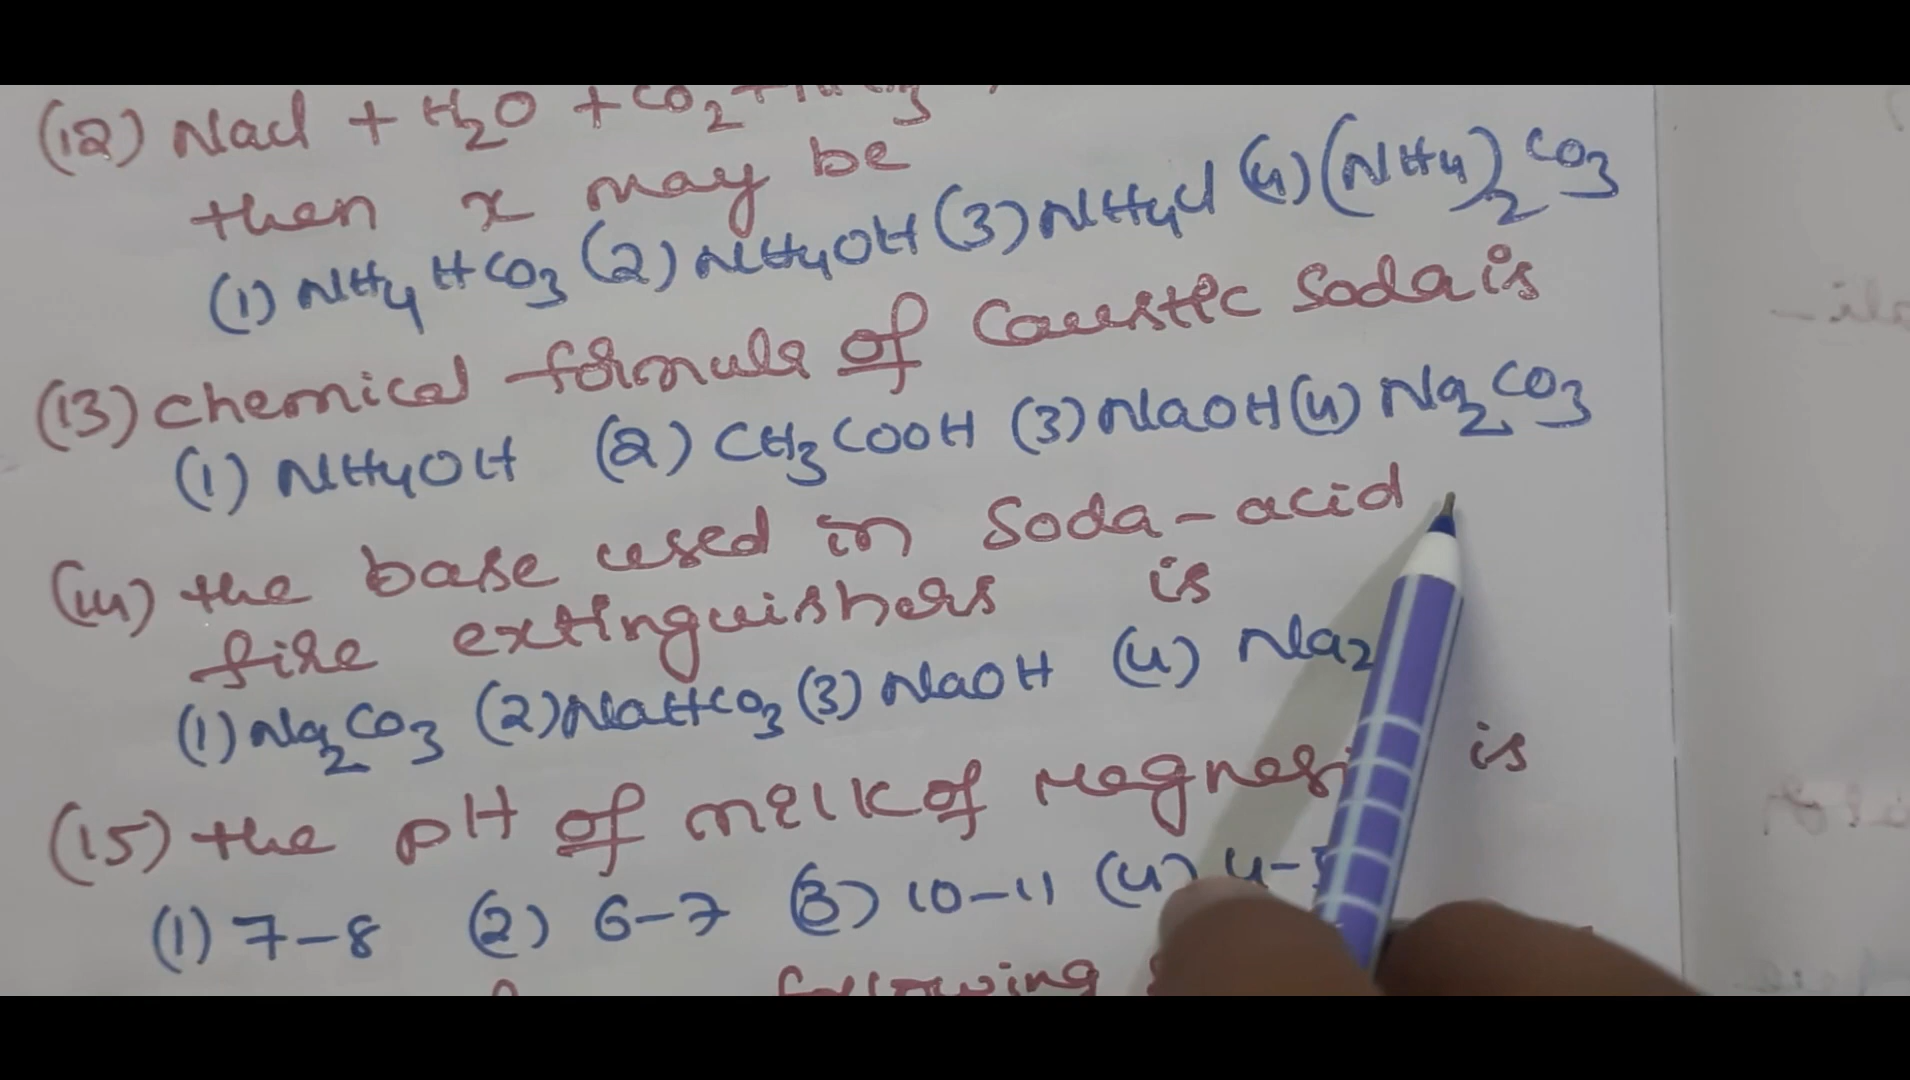 (12) Nacl + H2O + CO2 +
then x may be
(1) NH4HCO3 (2) NH4OH (3) NH4Cl (4) (NH4)2CO3
(13) chemical formula of Caustic Soda is
(1) NH4OH (2) CH3COOH (3) NaOH (4) Na2CO3
(14) the base used in Soda-acid
fire extinguishers is
(1) Na2CO3 (2) NaHCO3 (3) NaOH (4) Na2
(15) the pH of milk of Magnesi is
(1) 7-8 (2) 6-7 (3) 10-11 (4) 4-
following